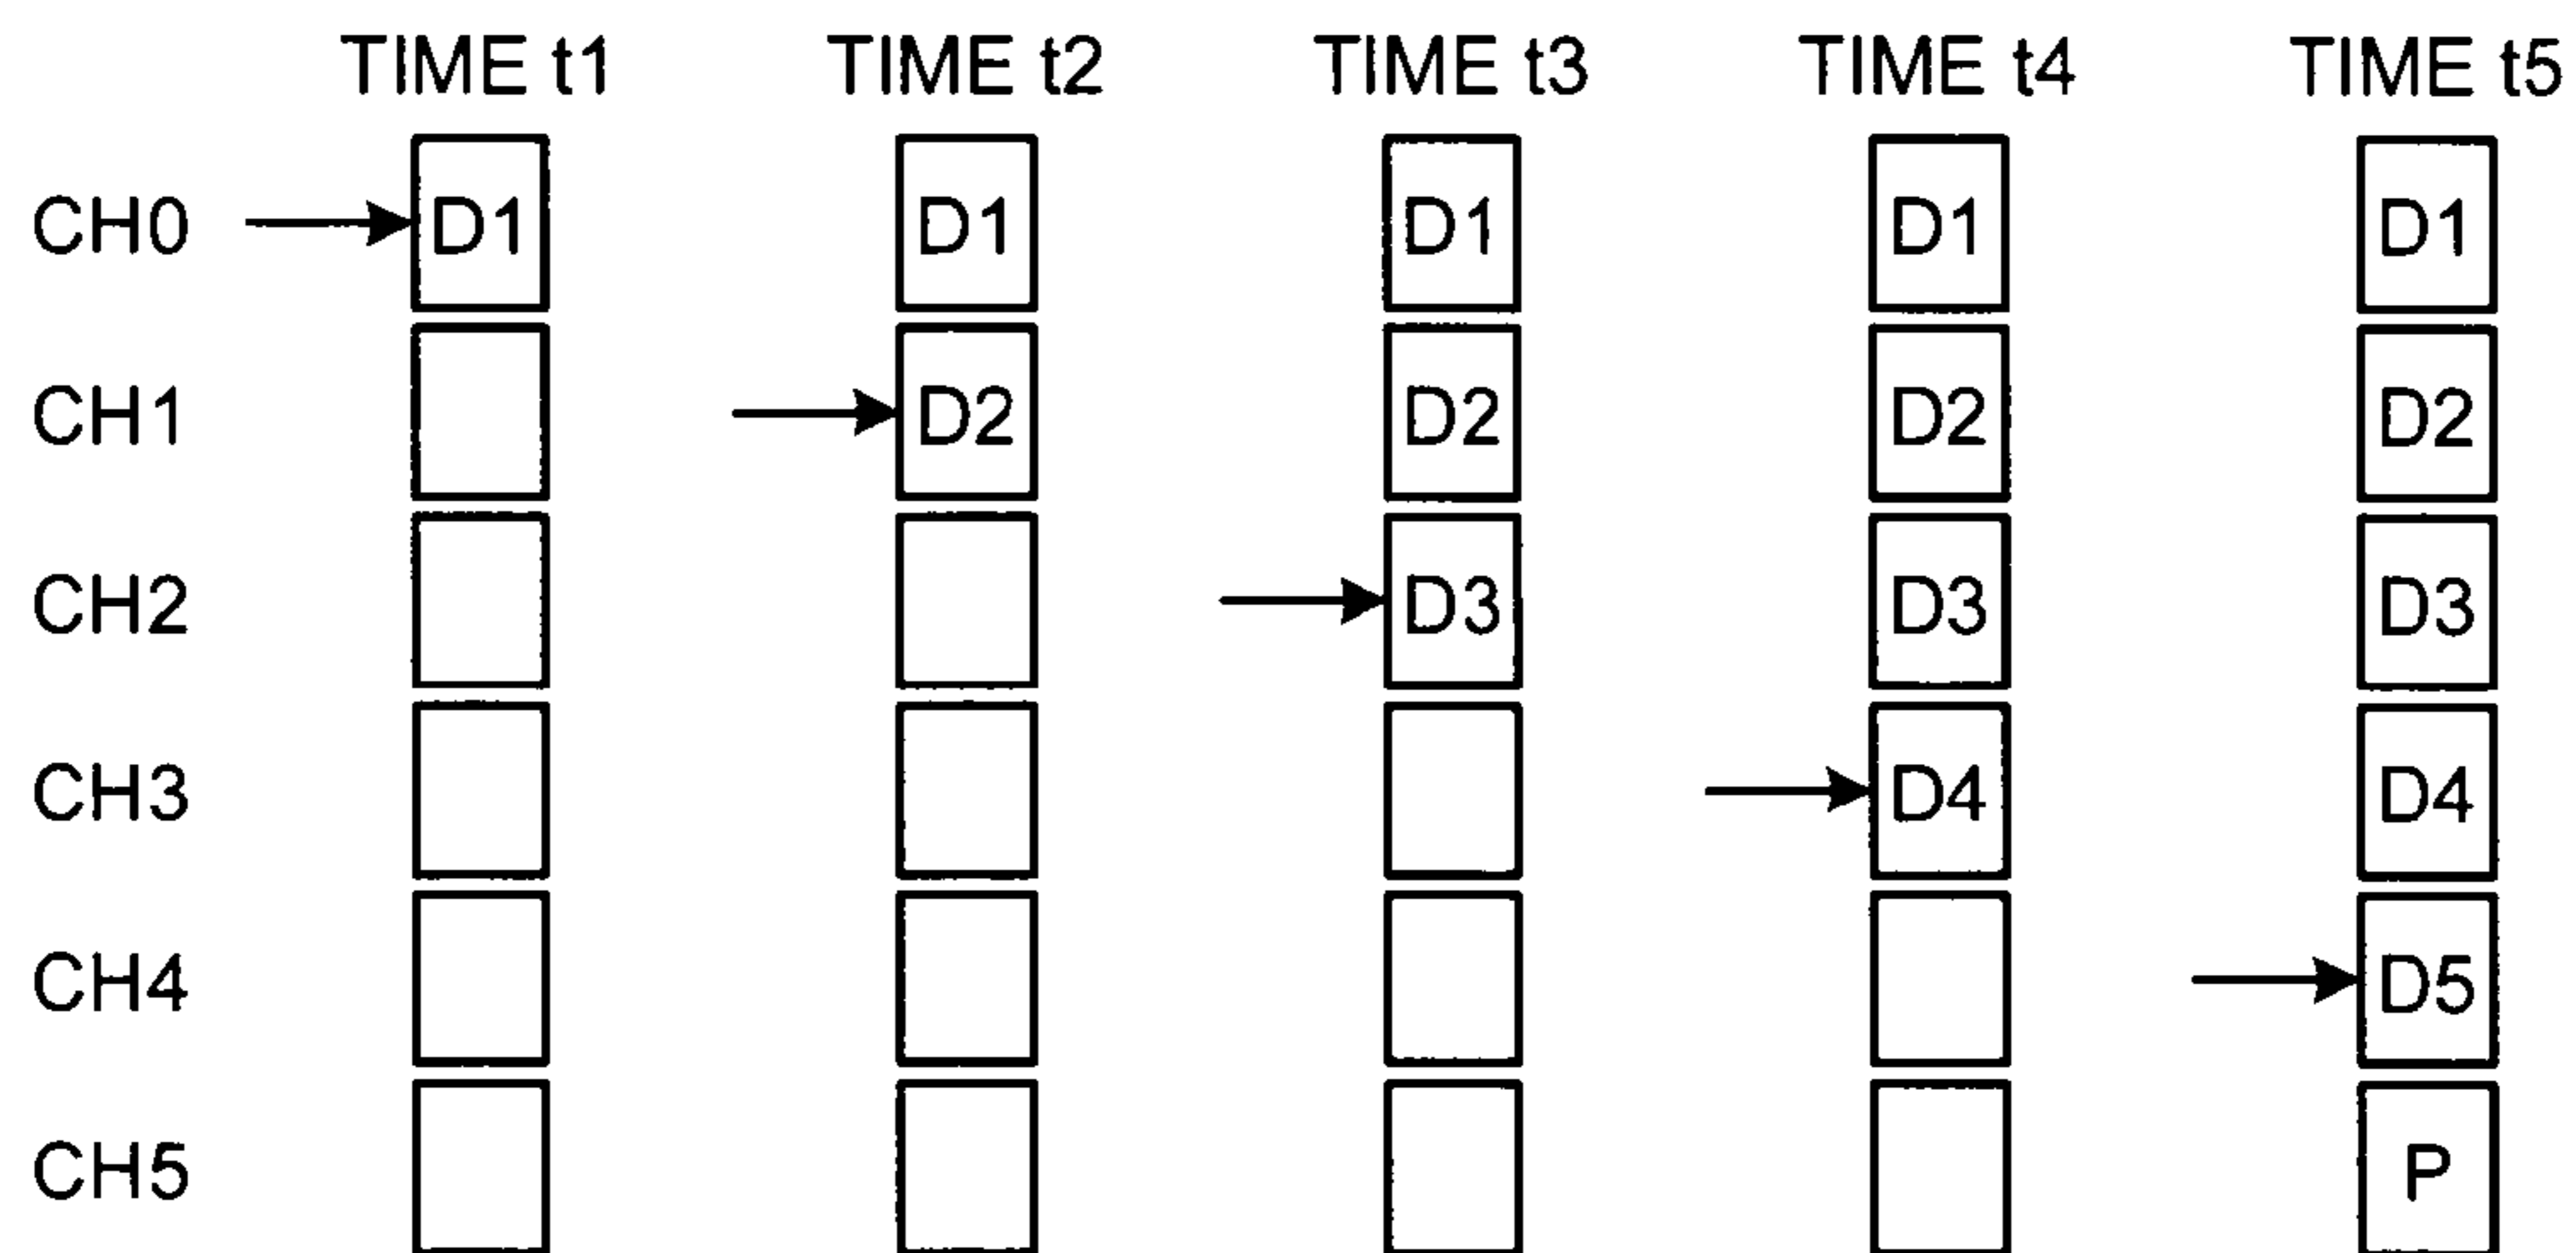 TIME t1 TIME t2 TIME t3 TIME t4 TIME t5
CH0 D1 D1 D1 D1 D1
CH1 D2 D2 D2 D2
CH2 D3 D3 D3
CH3 D4 D4
CH4 D5
CH5 P